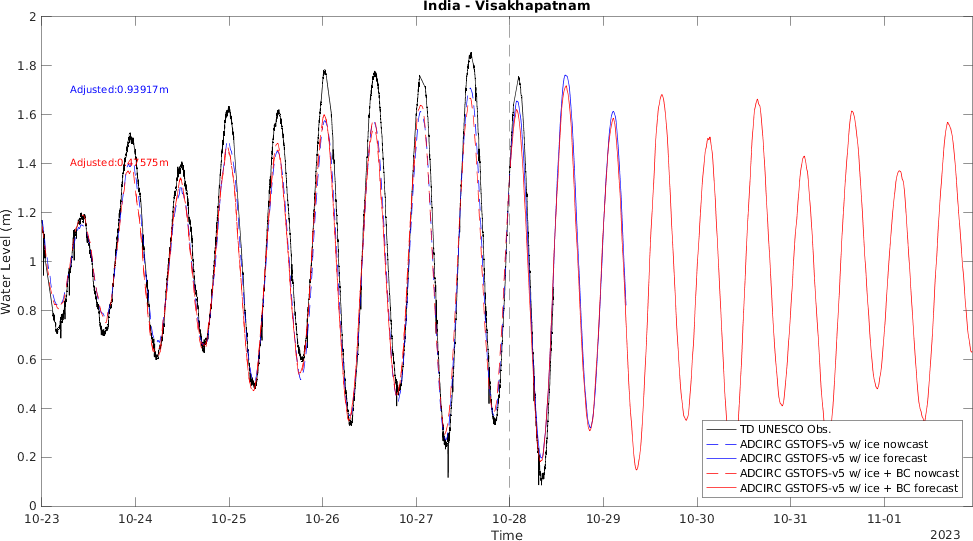 India - Visakhapatnam
2
1.8
1.6
1.4
1.2
1
0.8
0.6
0.4
0.2
0
Water Level (m)
Adjusted:0.93917m
TD UNESCO Obs.
ADCIRC GSTOFS-v5 w/ ice nowcast
ADCIRC GSTOFS-v5 w/ ice forecast
ADCIRC GSTOFS-v5 w/ ice + BC nowcast
ADCIRC GSTOFS-v5 w/ ice + BC forecast
10-23 10-24 10-25 10-26 10-27 10-28 10-29 10-30 10-31 11-01
Time
2023